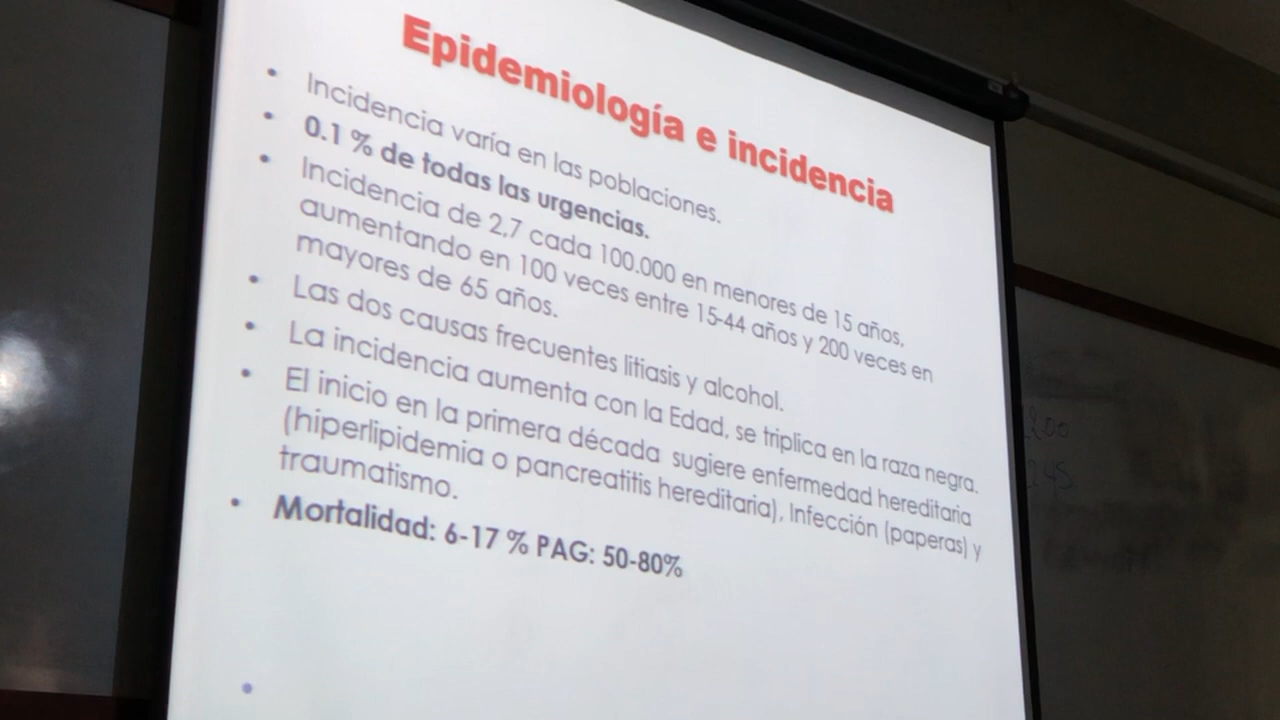 Epidemiología e incidencia
• Incidencia varía en las poblaciones.
• 0.1 % de todas las urgencias.
• Incidencia de 2,7 cada 100.000 en menores de 15 años,
aumentando en 100 veces entre 15-44 años y 200 veces en
mayores de 65 años.
• Las dos causas frecuentes litiasis y alcohol.
• La incidencia aumenta con la Edad, se triplica en la raza negra.
• El inicio en la primera década sugiere enfermedad hereditaria
(hiperlipidemia o pancreatitis hereditaria), Infección (paperas) y
traumatismo.
• Mortalidad: 6-17 % PAG: 50-80%
•